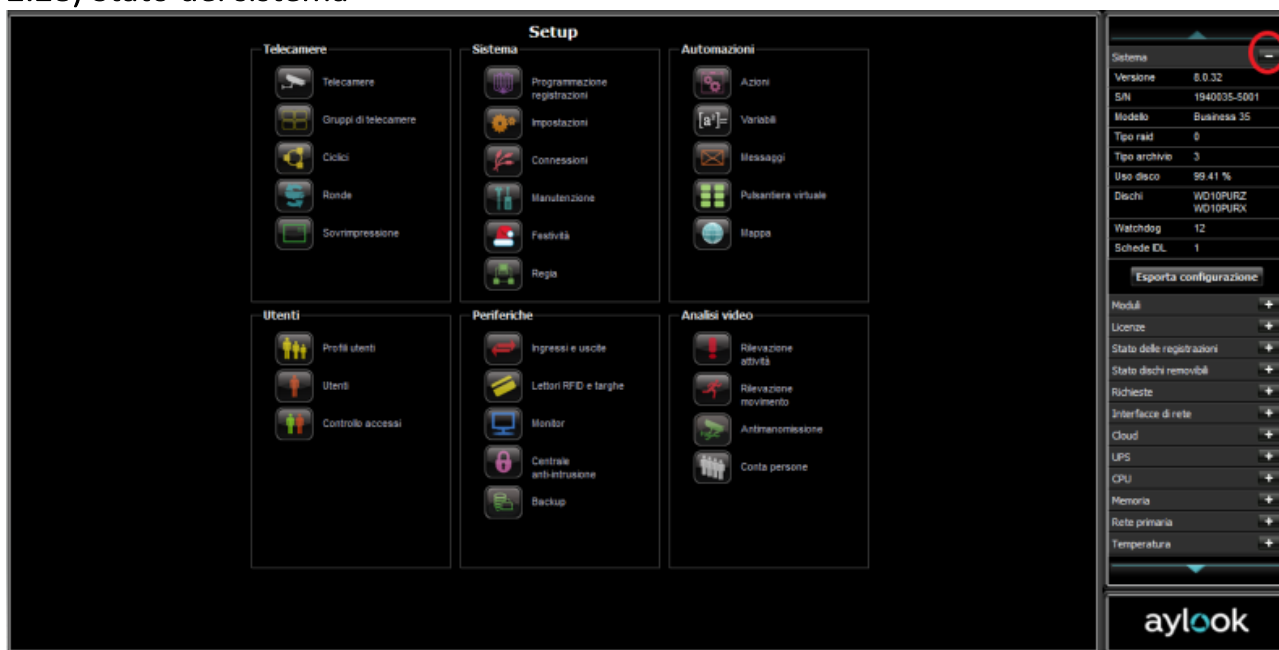 Setup
Telecamere
Telecamere
Gruppi di telecamere
Ciclici
Ronde
Sovrimpressione
Sistema
Programmazione
registrazioni
Impostazioni
Connessioni
Manutenzione
Festività
Regia
Automazioni
Azioni
[a²]=
Variabili
Messaggi
Pulsantiera virtuale
Mappa
Utenti
Profili utenti
Utenti
Controllo accessi
Periferiche
Ingressi e uscite
Lettori RFID e targhe
Monitor
Centrale
anti-intrusione
Backup
Analisi video
Rilevazione
attività
Rilevazione
movimento
Antimanomissione
Conta persone
Sistema -
Versione 8.0.32
S/N 1940035-5001
Modello Business 35
Tipo raid 0
Tipo archivio 3
Uso disco 99.41 %
Dischi WD10PURZ
WD10PURX
Watchdog 12
Schede IDL 1
Esporta configurazione
Moduli +
Licenze +
Stato delle registrazioni +
Stato dischi removibili +
Richieste +
Interfacce di rete +
Cloud +
UPS +
CPU +
Memoria +
Rete primaria +
Temperatura +
aylook